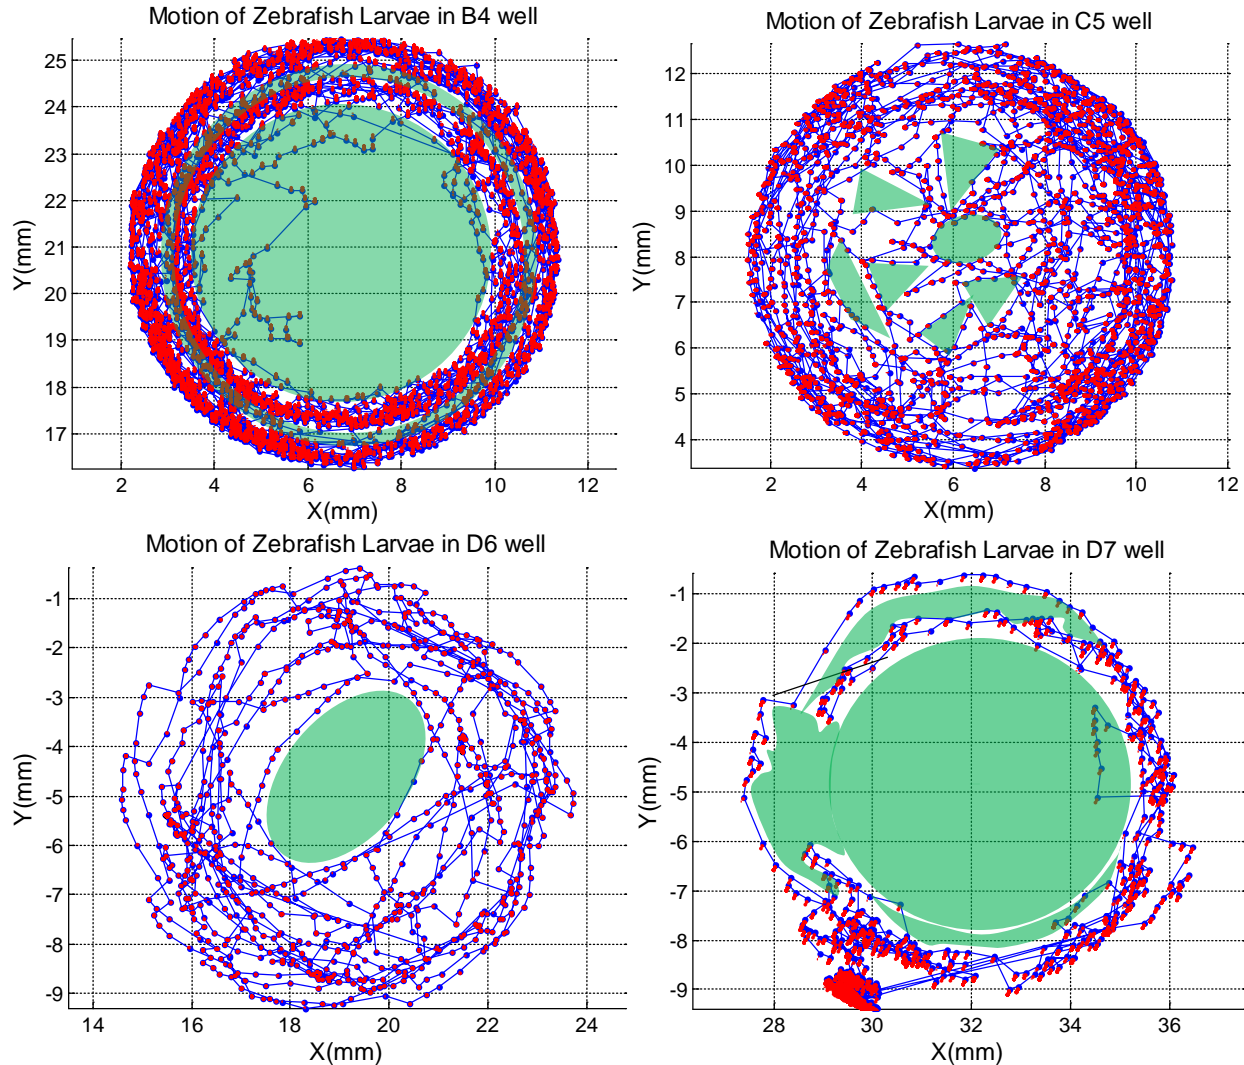 Motion of Zebrafish Larvae in B4 well
25
24
23
22
21
20
19
18
17
Y(mm)
2 4 6 8 10 12
X(mm)
Motion of Zebrafish Larvae in C5 well
12
11
10
9
8
7
6
5
4
Y(mm)
2 4 6 8 10 12
X(mm)
Motion of Zebrafish Larvae in D6 well
-1
-2
-3
-4
-5
-6
-7
-8
-9
Y(mm)
14 16 18 20 22 24
X(mm)
Motion of Zebrafish Larvae in D7 well
-1
-2
-3
-4
-5
-6
-7
-8
-9
Y(mm)
28 30 32 34 36
X(mm)